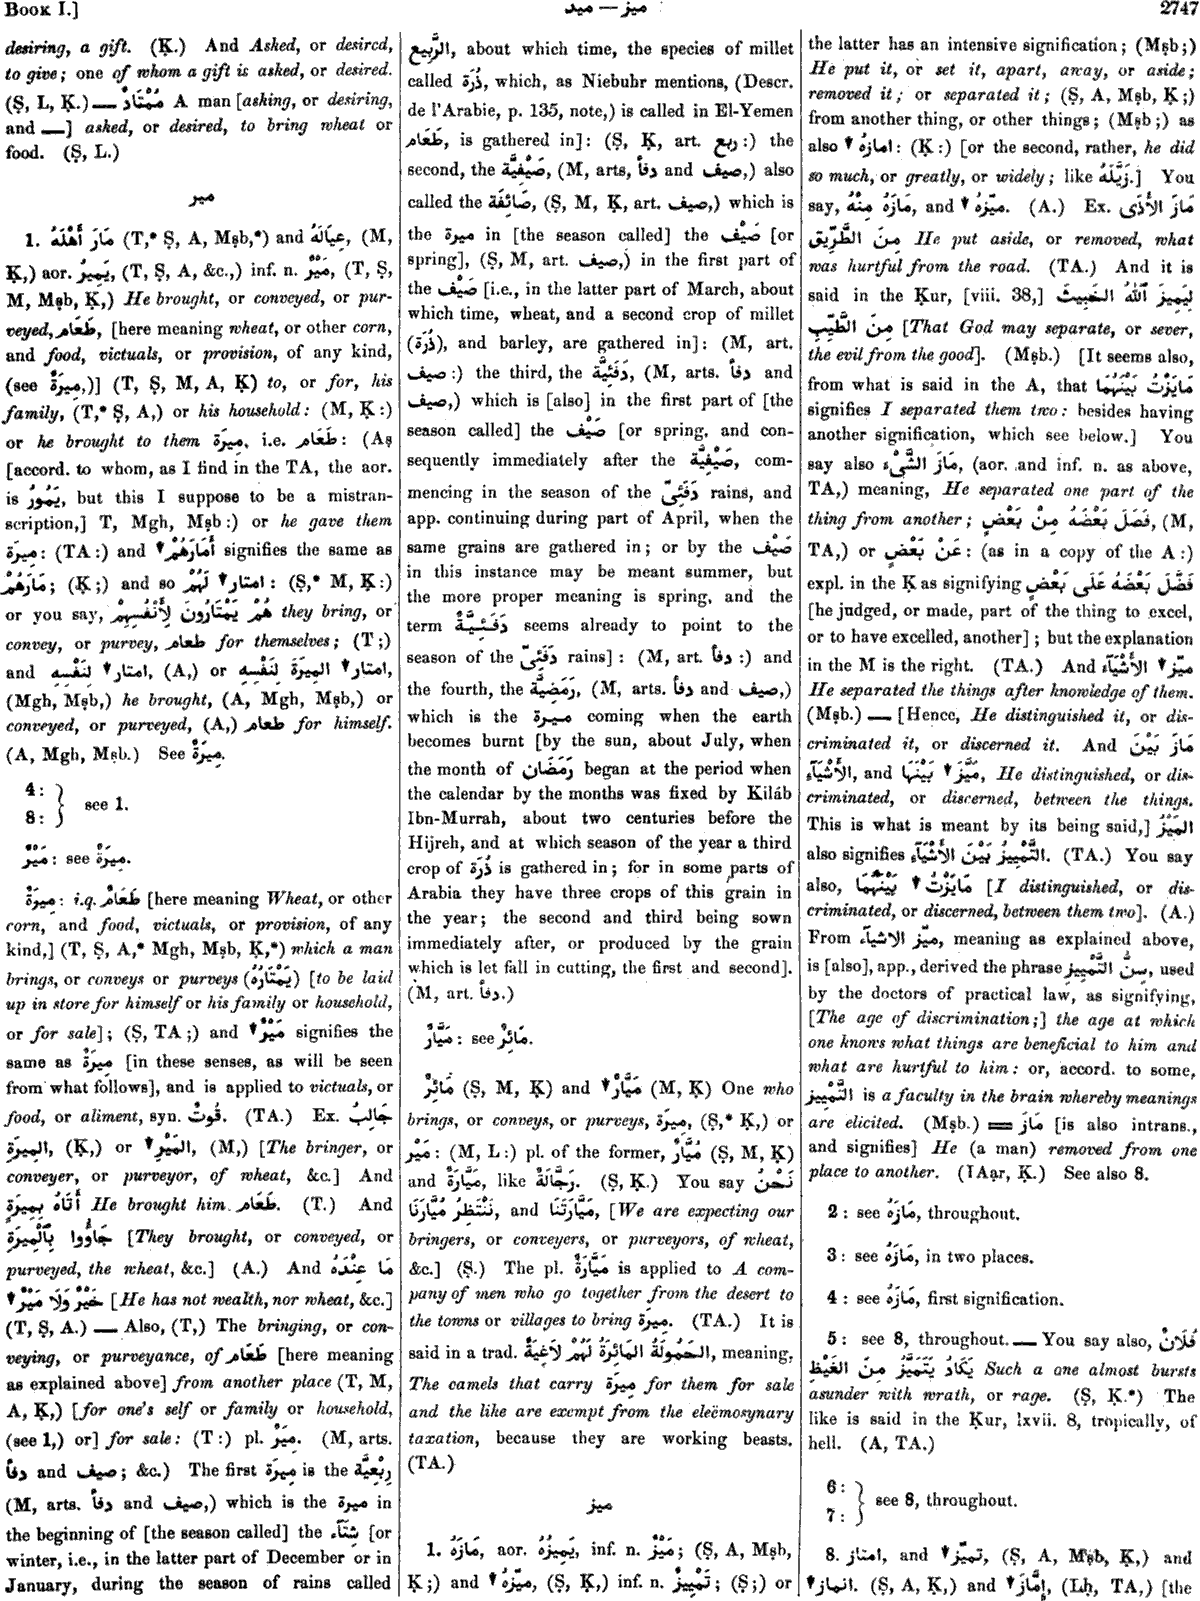 BOOK I.] ميز — ميد 2747
desiring, a gift. (Ḳ.) And Asked, or desired,
to give; one of whom a gift is asked, or desired.
(Ṣ, L, Ḳ.) — مُمْتَادٌ A man [asking, or desiring,
and —] asked, or desired, to bring wheat or
food. (Ṣ, L.)
مير
1. مَارَ أَهْلَهُ (T,* Ṣ, A, Mṣb,*) and عِيَالَهُ, (M,
Ḳ,) aor. يَمِيرُ, (T, Ṣ, A, &c.,) inf. n. مَيْرٌ, (T, Ṣ,
M, Mṣb, Ḳ,) He brought, or conveyed, or pur-
veyed, طَعَام, [here meaning wheat, or other corn,
and food, victuals, or provision, of any kind,
(see مِيرَةٌ,)] (T, Ṣ, M, A, Ḳ) to, or for, his
family, (T,* Ṣ, A,) or his household: (M, Ḳ:)
or he brought to them مِيرَة, i.e. طَعَام: (Aṣ
[accord. to whom, as I find in the TA, the aor.
is يَمُورُ, but this I suppose to be a mistran-
scription,] T, Mgh, Mṣb:) or he gave them
مِيرَة: (TA:) and ▼ أَمَارَهُمْ signifies the same as
مَارَهُمْ; (Ḳ;) and so ▼ امتار لَهُمْ: (Ṣ,* M, Ḳ:)
or you say, هُمْ يَمْتَارُونَ لِأَنْفُسِهِمْ they bring, or
convey, or purvey, طعام for themselves; (T;)
and ▼ امتار لِنَفْسِهِ, (A,) or ▼ امتار المِيرَةَ لِنَفْسِهِ,
(Mgh, Mṣb,) he brought, (A, Mgh, Mṣb,) or
conveyed, or purveyed, (A,) طعام for himself.
(A, Mgh, Mṣb.) See مِيرَةٌ.
4: } see 1.
8: }
مَيْرٌ: see مِيرَةٌ.
مِيرَةٌ: i.q. طَعَامٌ [here meaning Wheat, or other
corn, and food, victuals, or provision, of any
kind,] (T, Ṣ, A,* Mgh, Mṣb, Ḳ,*) which a man
brings, or conveys or purveys (يَمْتَارُهُ) [to be laid
up in store for himself or his family or household,
or for sale]; (Ṣ, TA;) and ▼ مَيْرٌ signifies the
same as مِيرَةٌ [in these senses, as will be seen
from what follows], and is applied to victuals, or
food, or aliment, syn. قُوتٌ. (TA.) Ex. جَالِبُ
المِيرَةِ, (Ḳ,) or ▼ المَيْرِ, (M,) [The bringer, or
conveyer, or purveyor, of wheat, &c.] And
أَتَاهُ بِمِيرَةٍ He brought him طَعَام. (T.) And
جَاؤُوا بِٱلْمِيرَةِ [They brought, or conveyed, or
purveyed, the wheat, &c.] (A.) And مَا عِنْدَهُ
▼ خَيْرٌ وَلَا مَيْرٌ [He has not wealth, nor wheat, &c.]
(T, Ṣ, A.) — Also, (T,) The bringing, or con-
veying, or purveyance, of طَعَام [here meaning
as explained above] from another place (T, M,
A, Ḳ,) [for one's self or family or household,
(see 1,) or] for sale: (T:) pl. مِيَرٌ. (M, arts.
دفأ and صيف; &c.) The first مِيرَة is the رِبْعِيَّة
(M, arts. دفأ and صيف,) which is the ميرة in
the beginning of [the season called] the شِتَآء [or
winter, i.e., in the latter part of December or in
January, during the season of rains called
الرَّبِيع, about which time, the species of millet
called ذُرَة, which, as Niebuhr mentions, (Descr.
de l'Arabie, p. 135, note,) is called in El-Yemen
طَعَام, is gathered in]: (Ṣ, Ḳ, art. ربع:) the
second, the صَيْفِيَّة, (M, arts, دفأ and صيف,) also
called the صَائِفَة, (Ṣ, M, Ḳ, art. صيف,) which is
the ميرة in [the season called] the صَيْف [or
spring], (Ṣ, M, art. صيف,) in the first part of
the صَيْف [i.e., in the latter part of March, about
which time, wheat, and a second crop of millet
(ذُرَة), and barley, are gathered in]: (M, art.
صيف:) the third, the دَفَئِيَّة, (M, arts. دفأ and
صيف,) which is [also] in the first part of [the
season called] the صَيْف [or spring, and con-
sequently immediately after the صَيْفِيَّة, com-
mencing in the season of the دَفَئِىّ rains, and
app. continuing during part of April, when the
same grains are gathered in; or by the صَيْف
in this instance may be meant summer, but
the more proper meaning is spring, and the
term دَفَئِيَّةٌ seems already to point to the
season of the دَفَئِىّ rains]: (M, art. دفأ:) and
the fourth, the رَمَضِيَّة, (M, arts. دفأ and صيف,)
which is the ميرة coming when the earth
becomes burnt [by the sun, about July, when
the month of رَمَضَان began at the period when
the calendar by the months was fixed by Kiláb
Ibn-Murrah, about two centuries before the
Hijreh, and at which season of the year a third
crop of ذُرَة is gathered in; for in some parts of
Arabia they have three crops of this grain in
the year; the second and third being sown
immediately after, or produced by the grain
which is let fall in cutting, the first and second].
(M, art. دفأ.)
مَيَّارٌ: see مَائِرٌ.
مَائِرٌ (Ṣ, M, Ḳ) and ▼ مَيَّارٌ (M, Ḳ) One who
brings, or conveys, or purveys, مِيرَة, (Ṣ,* Ḳ,) or
مَيْر: (M, L:) pl. of the former, مُيَّارٌ (Ṣ, M, Ḳ)
and مَيَّارَةٌ, like رَجَّالَةٌ. (Ṣ, Ḳ.) You say نَحْنُ
نَنْتَظِرُ مُيَّارَنَا, and مَيَّارَتَنَا, [We are expecting our
bringers, or conveyers, or purveyors, of wheat,
&c.] (Ṣ.) The pl. مَيَّارَةٌ is applied to A com-
pany of men who go together from the desert to
the towns or villages to bring مِيرَة. (TA.) It is
said in a trad. الحَمُولَةُ المَائِرَةُ لَهُمْ لَاغِيَةٌ, meaning,
The camels that carry مِيرَة for them for sale
and the like are exempt from the eleëmosynary
taxation, because they are working beasts.
(TA.)
ميز
1. مَازَهُ, aor. يَمِيزُهُ, inf. n. مَيْزٌ; (Ṣ, A, Mṣb,
Ḳ;) and ▼ ميّزهُ, (Ṣ, Ḳ,) inf. n. تَمْيِيزٌ; (Ṣ;) or
the latter has an intensive signification; (Mṣb;)
He put it, or set it, apart, away, or aside;
removed it; or separated it; (Ṣ, A, Mṣb, Ḳ;)
from another thing, or other things; (Mṣb;) as
also ▼ امازهُ: (Ḳ:) [or the second, rather, he did
so much, or greatly, or widely; like زَيَّلَهُ.] You
say, مَازَهُ مِنْهُ, and ▼ ميّزهُ. (A.) Ex. مَازَ الأَذَى
مِنَ الطَّرِيقِ He put aside, or removed, what
was hurtful from the road. (TA.) And it is
said in the Ḳur, [viii. 38,] لِيَمِيزَ ٱللّٰهُ الخَبِيثَ
مِنَ الطَّيِّبِ [That God may separate, or sever,
the evil from the good]. (Mṣb.) [It seems also,
from what is said in the A, that مَايَزْتُ بَيْنَهُمَا
signifies I separated them two: besides having
another signification, which see below.] You
say also مَازَ الشَّىْءَ, (aor. and inf. n. as above,
TA,) meaning, He separated one part of the
thing from another; فَصَلَ بَعْضَهُ مِنْ بَعْضٍ, (M,
TA,) or عَنْ بَعْضٍ: (as in a copy of the A:)
expl. in the Ḳ as signifying فَضَّلَ بَعْضَهُ عَلَى بَعْضٍ
[he judged, or made, part of the thing to excel,
or to have excelled, another]; but the explanation
in the M is the right. (TA.) And ▼ ميّز الأَشْيَآءَ
He separated the things after knowledge of them.
(Mṣb.) — [Hence, He distinguished it, or dis-
criminated it, or discerned it. And مَازَ بَيْنَ
الأَشْيَآءِ, and ▼ مَيَّزَ بَيْنَهَا, He distinguished, or dis-
criminated, or discerned, between the things.
This is what is meant by its being said,] المَيْزُ
also signifies التَّمْيِيزُ بَيْنَ الأَشْيَآءِ. (TA.) You say
also, ▼ مَايَزْتُ بَيْنَهُمَا [I distinguished, or dis-
criminated, or discerned, between them two]. (A.)
From ميّز الاشيآء, meaning as explained above,
is [also], app., derived the phrase سِنُّ التَّمْيِيزِ, used
by the doctors of practical law, as signifying,
[The age of discrimination;] the age at which
one knows what things are beneficial to him and
what are hurtful to him: or, accord. to some,
التَّمْيِيز is a faculty in the brain whereby meanings
are elicited. (Mṣb.) = مَازَ [is also intrans.,
and signifies] He (a man) removed from one
place to another. (IAạr, Ḳ.) See also 8.
2: see مَازَهُ, throughout.
3: see مَازَهُ, in two places.
4: see مَازَهُ, first signification.
5: see 8, throughout. — You say also, فُلَانٌ
يَكَادُ يَتَمَيَّزُ مِنَ الغَيْظِ Such a one almost bursts
asunder with wrath, or rage. (Ṣ, Ḳ.*) The
like is said in the Ḳur, lxvii. 8, tropically, of
hell. (A, TA.)
6: } see 8, throughout.
7: }
8. امتاز, and ▼ تميّز, (Ṣ, A, Mṣb, Ḳ,) and
▼ انماز. (Ṣ, A, Ḳ,) and ▼ إِمَّازَ, (Lḥ, TA,) [the